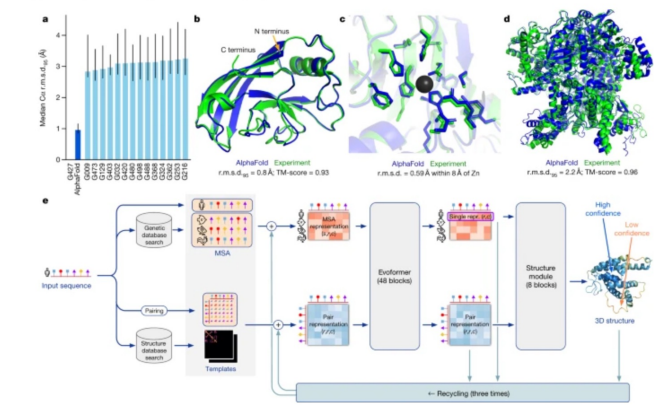 a
Median Cα r.m.s.d.95 (Å)
4
3
2
1
0
G427
AlphaFold
G009
G473
G129
G403
G032
G420
G480
G498
G488
G368
G324
G362
G253
G216
b
N terminus
C terminus
AlphaFold Experiment
r.m.s.d.95 = 0.8 Å; TM-score = 0.93
c
AlphaFold Experiment
r.m.s.d. = 0.59 Å within 8 Å of Zn
d
AlphaFold Experiment
r.m.s.d.95 = 2.2 Å; TM-score = 0.96
e
Input sequence
Genetic
database
search
MSA
Pairing
Structure
database
search
Templates
+
+
MSA
representation
Pair
representation
(r,r,c)
Evoformer
(48 blocks)
Single repr. (r,c)
Pair
representation
(r,r,c)
Structure
module
(8 blocks)
High
confidence
Low
confidence
3D structure
← Recycling (three times)